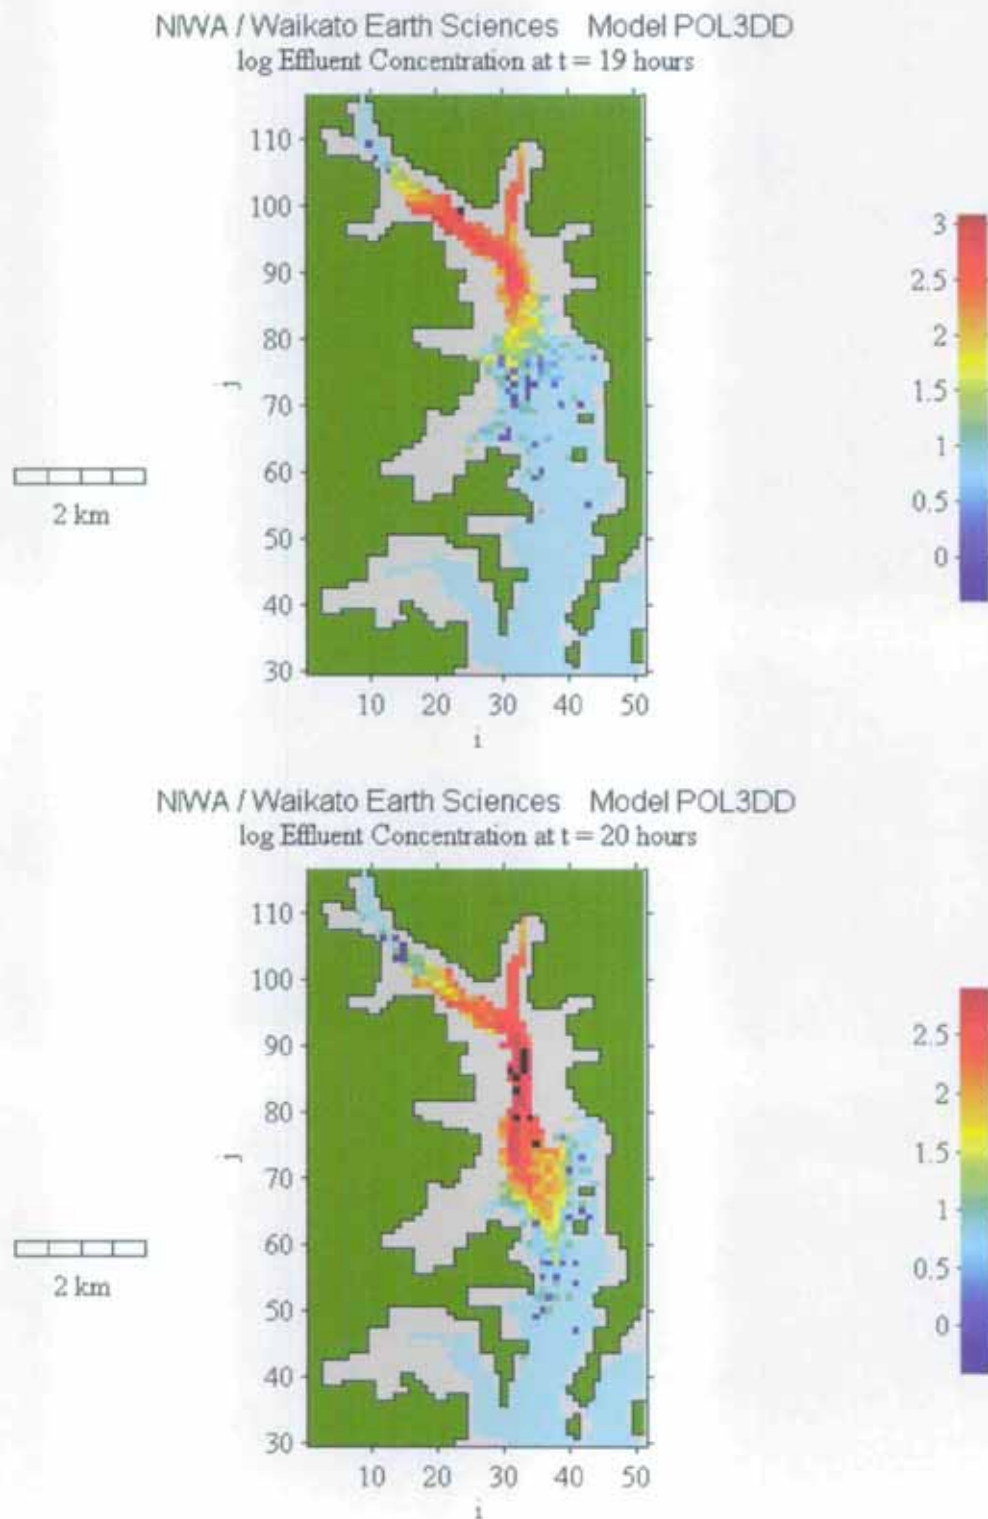 NIWA / Waikato Earth Sciences Model POL3DD
log Effluent Concentration at t = 19 hours
110
100
90
80
70
60
50
40
30
j
10 20 30 40 50
i
2 km
3
2.5
2
1.5
1
0.5
0
NIWA / Waikato Earth Sciences Model POL3DD
log Effluent Concentration at t = 20 hours
110
100
90
80
70
60
50
40
30
j
10 20 30 40 50
i
2 km
2.5
2
1.5
1
0.5
0